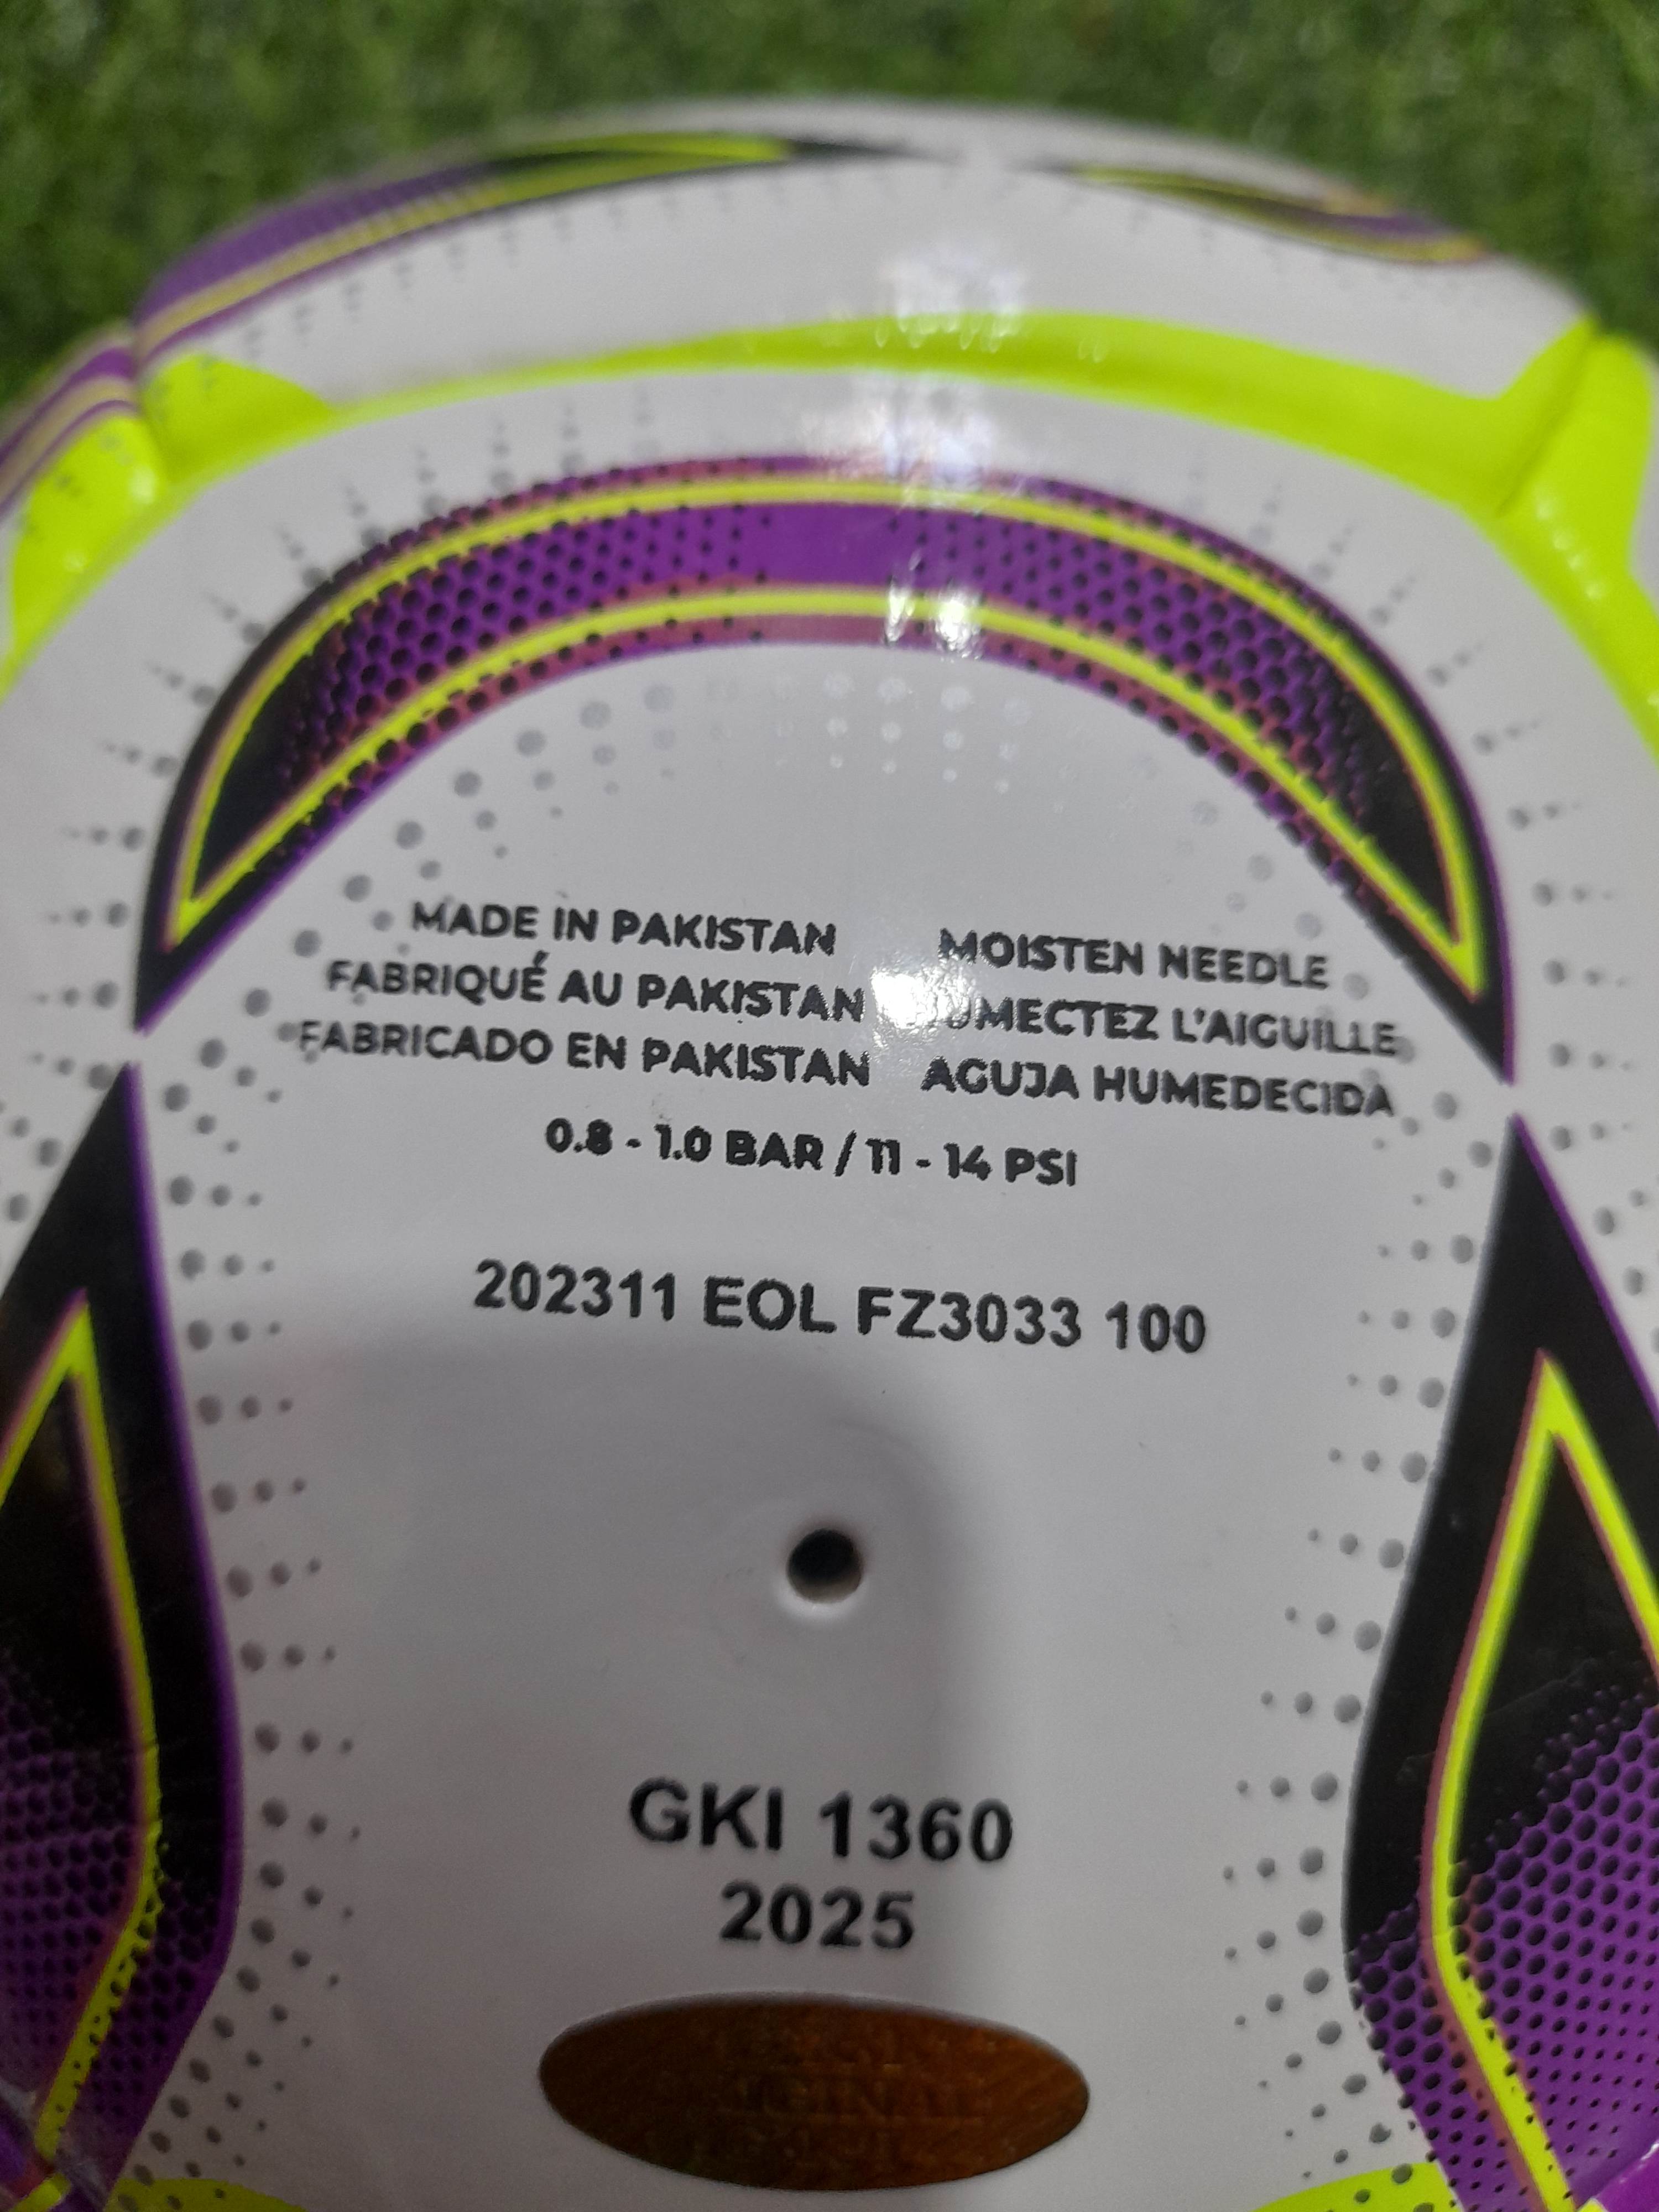 MADE IN PAKISTAN MOISTEN NEEDLE
FABRIQUÉ AU PAKISTAN HUMECTEZ L'AIGUILLE
FABRICADO EN PAKISTAN AGUJA HUMEDECIDA
0.8 - 1.0 BAR / 11 - 14 PSI
202311 EOL FZ3033 100
GKI 1360
2025